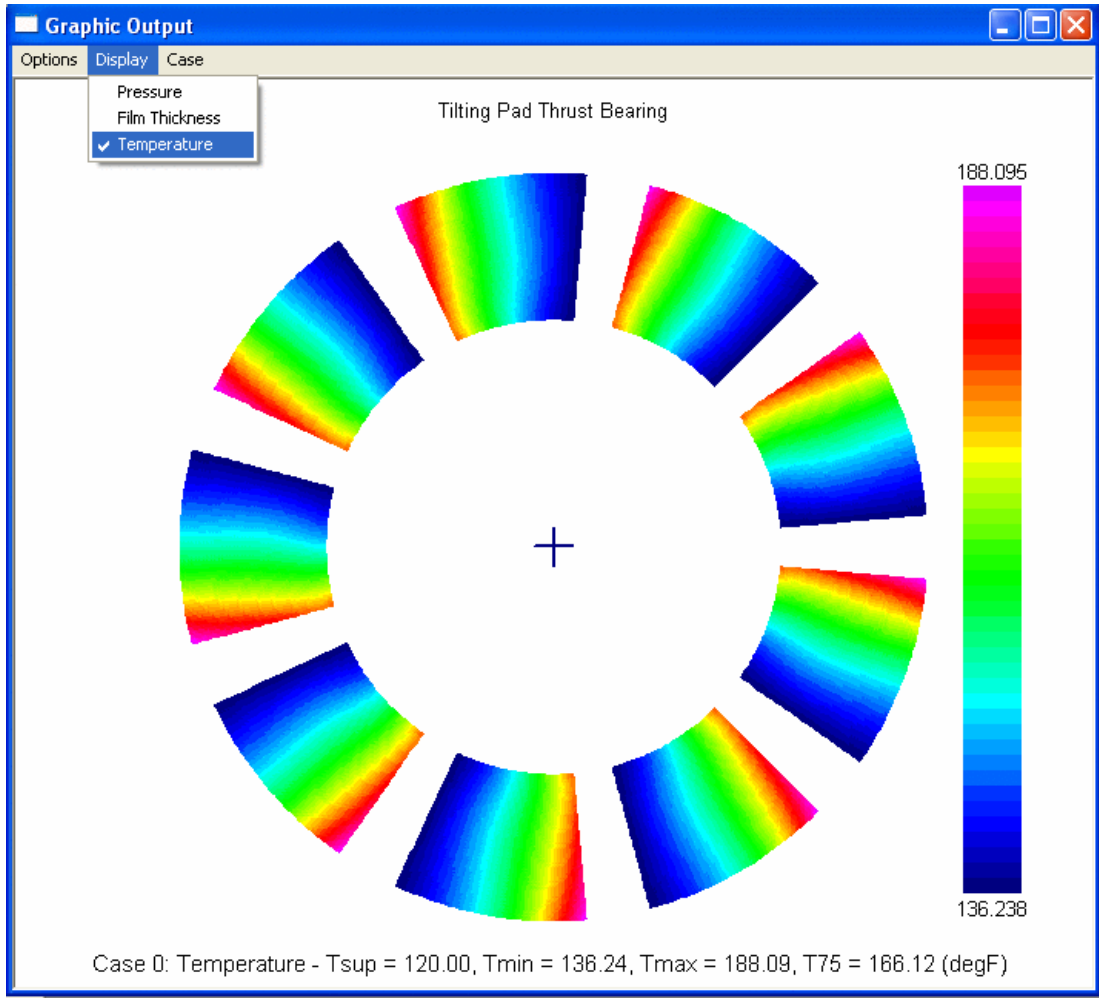 Graphic Output
Options Display Case
Pressure
Film Thickness
Temperature
Tilting Pad Thrust Bearing
188.095
136.238
Case 0: Temperature - Tsup = 120.00, Tmin = 136.24, Tmax = 188.09, T75 = 166.12 (degF)